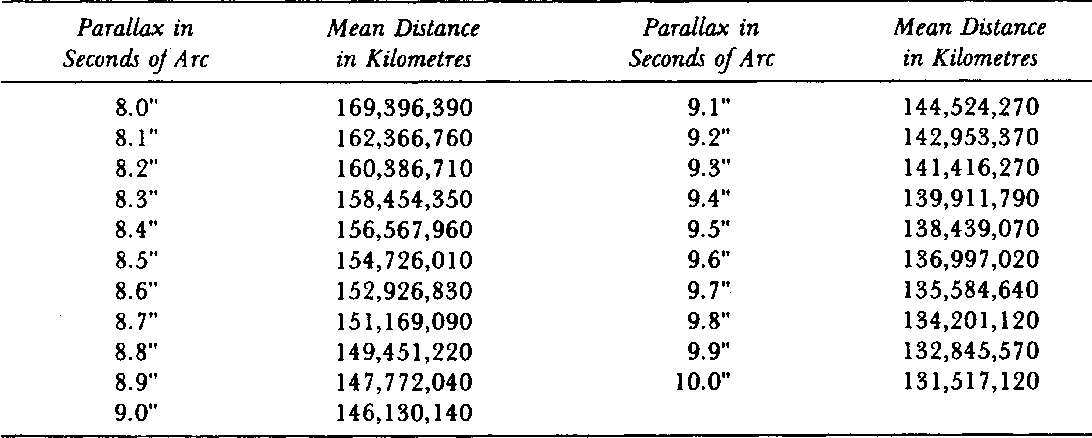 Parallax in Mean Distance Parallax in Mean Distance
Seconds of Arc in Kilometres Seconds of Arc in Kilometres
8.0" 169,396,390 9.1" 144,524,270
8.1" 162,366,760 9.2" 142,953,370
8.2" 160,386,710 9.3" 141,416,270
8.3" 158,454,350 9.4" 139,911,790
8.4" 156,567,960 9.5" 138,439,070
8.5" 154,726,010 9.6" 136,997,020
8.6" 152,926,830 9.7" 135,584,640
8.7" 151,169,090 9.8" 134,201,120
8.8" 149,451,220 9.9" 132,845,570
8.9" 147,772,040 10.0" 131,517,120
9.0" 146,130,140